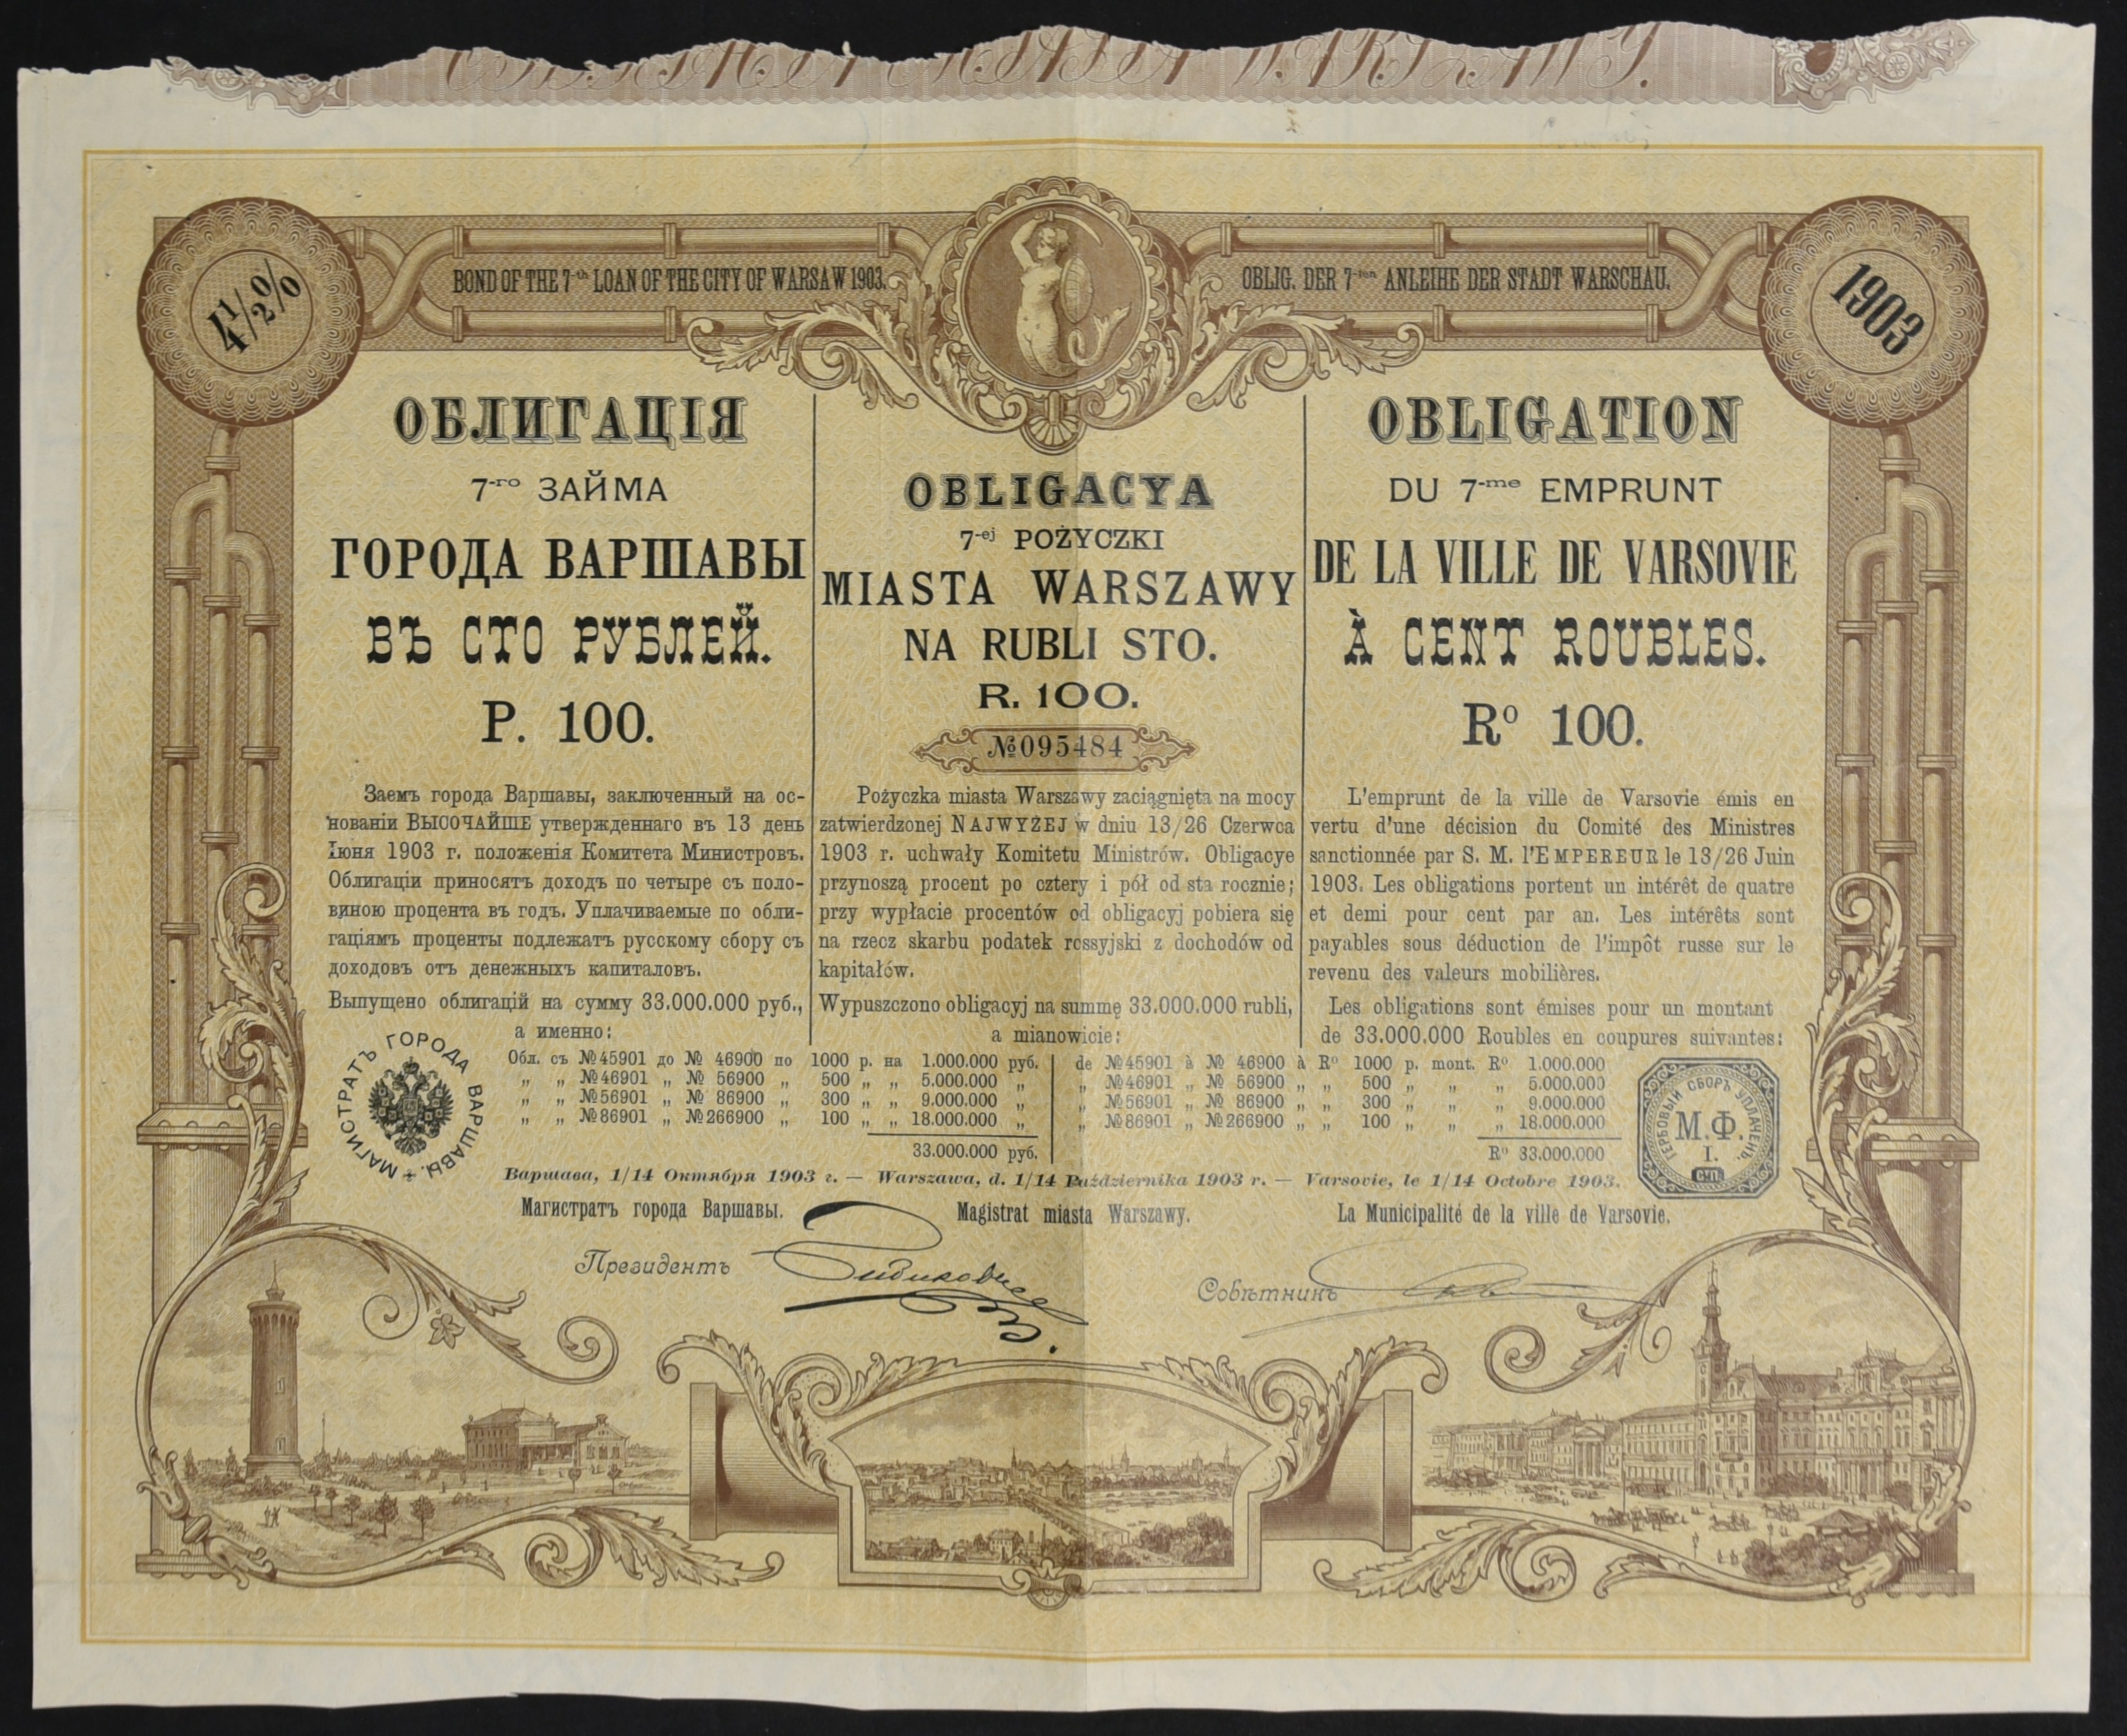 4½%
BOND OF THE 7-th LOAN OF THE CITY OF WARSAW 1903.
OBLIG. DER 7-ten ANLEIHE DER STADT WARSCHAU.
1903
ОБЛИГАЦІЯ
7-го ЗАЙМА
ГОРОДА ВАРШАВЫ
ВЪ СТО РУБЛЕЙ.
Р. 100.
Заемъ города Варшавы, заключенный на ос-
нованіи ВЫСОЧАЙШЕ утвержденнаго въ 13 день
Іюня 1903 г. положенія Комитета Министровъ.
Облигаціи приносятъ доходъ по четыре съ поло-
виною процента въ годъ. Уплачиваемые по обли-
гаціямъ проценты подлежатъ русскому сбору съ
доходовъ отъ денежныхъ капиталовъ.
Выпущено облигацій на сумму 33.000.000 руб.,
а именно:
OBLIGACYA
7-ej POŻYCZKI
MIASTA WARSZAWY
NA RUBLI STO.
R. 100.
№095484
Pożyczka miasta Warszawy zaciągnięta na mocy
zatwierdzonej NAJWYŻEJ w dniu 13/26 Czerwca
1903 r. uchwały Komitetu Ministrów. Obligacye
przynoszą procent po cztery i pół od sta rocznie;
przy wypłacie procentów od obligacyj pobiera się
na rzecz skarbu podatek rossyjski z dochodów od
kapitałów.
Wypuszczono obligacyj na summę 33.000.000 rubli,
a mianowicie:
OBLIGATION
DU 7-me EMPRUNT
DE LA VILLE DE VARSOVIE
À CENT ROUBLES.
Rº 100.
L'emprunt de la ville de Varsovie émis en
vertu d'une décision du Comité des Ministres
sanctionnée par S. M. l'EMPEREUR le 13/26 Juin
1903. Les obligations portent un intérêt de quatre
et demi pour cent par an. Les intérêts sont
payables sous déduction de l'impôt russe sur le
revenu des valeurs mobilières.
Les obligations sont émises pour un montant
de 33.000.000 Roubles en coupures suivantes:
МАГИСТРАТЪ ГОРОДА ВАРШАВЫ.
Обл. съ №45901 до № 46900 по 1000 р. на 1.000.000 руб.
„ „ №46901 „ № 56900 „ 500 „ „ 5.000.000 „
„ „ №56901 „ № 86900 „ 300 „ „ 9.000.000 „
„ „ №86901 „ №266900 „ 100 „ „ 18.000.000 „
33.000.000 руб.
de №45901 à № 46900 à Rº 1000 p. mont. Rº 1.000.000
„ №46901 „ № 56900 „ „ 500 „ „ „ 5.000.000
„ №56901 „ № 86900 „ „ 300 „ „ „ 9.000.000
„ №86901 „ №266900 „ „ 100 „ „ „ 18.000.000
Rº 33.000.000
ГЕРБОВЫЙ СБОРЪ УПЛАЧЕНЪ.
М.Ф.
I.
СП.
Варшава, 1/14 Октября 1903 г. — Warszawa, d. 1/14 Października 1903 r. — Varsovie, le 1/14 Octobre 1903.
Магистратъ города Варшавы.
Magistrat miasta Warszawy.
La Municipalité de la ville de Varsovie.
Президентъ
Совѣтникъ